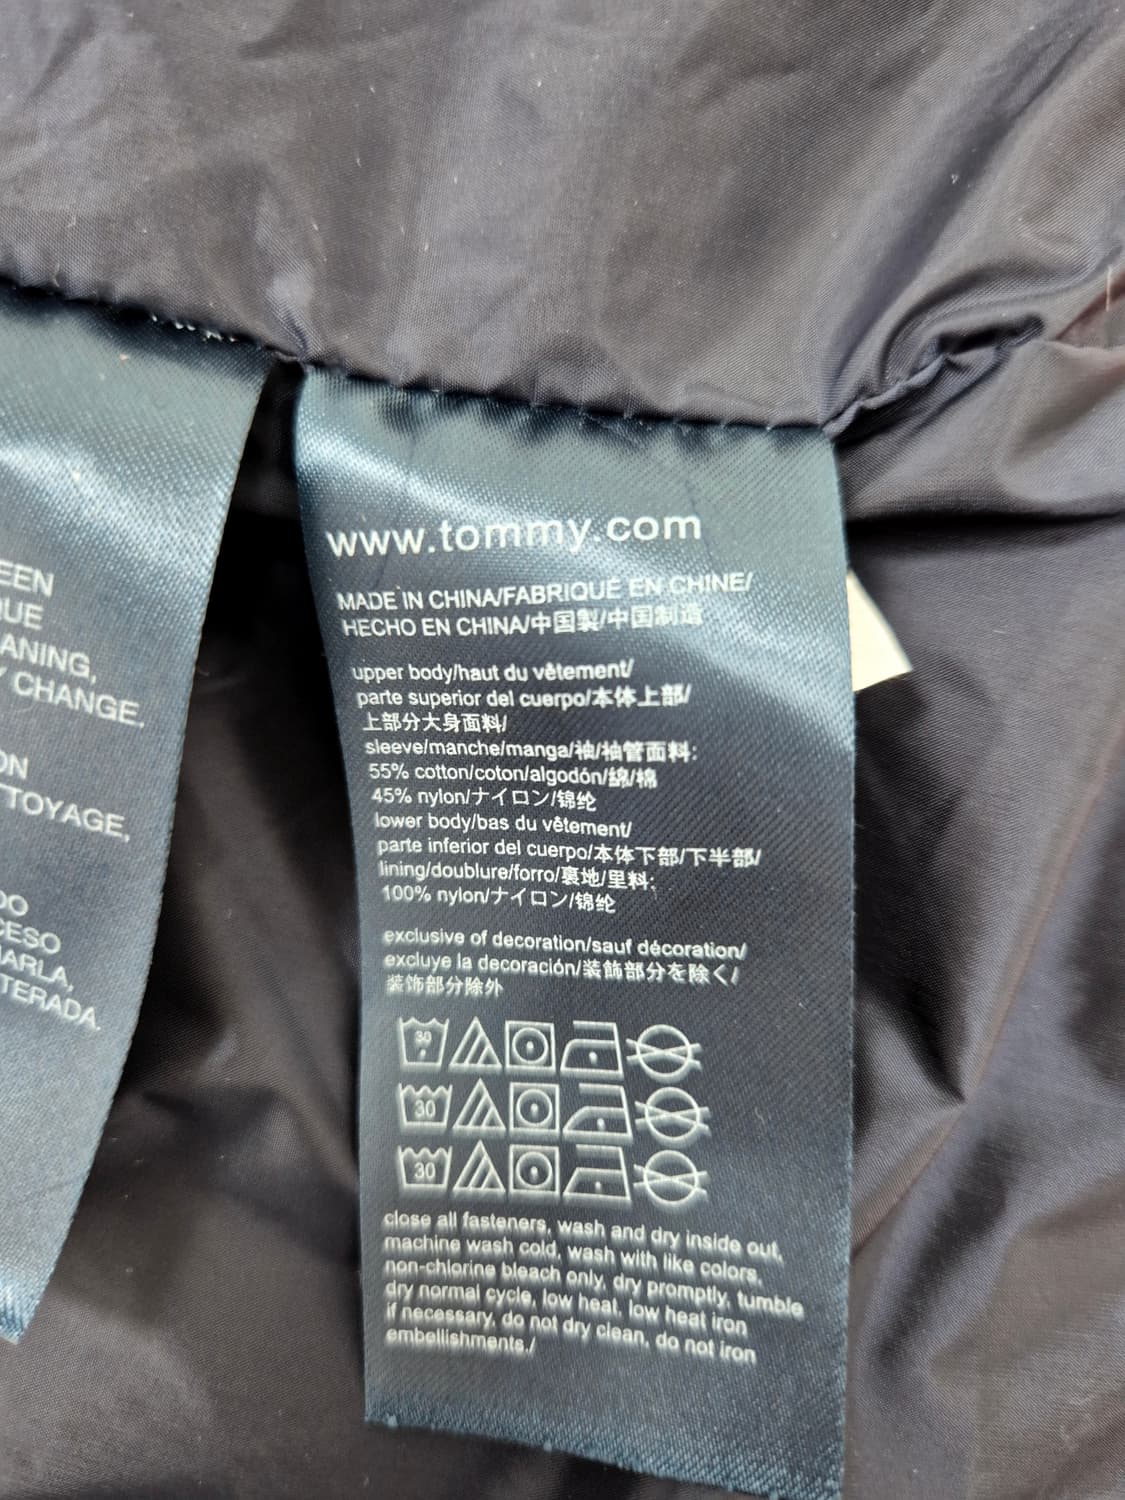 EEN
QUE
ANING,
Y CHANGE.
ON
TTOYAGE,
DO
CESO
IARLA,
TERADA.
www.tommy.com
MADE IN CHINA/FABRIQUÉ EN CHINE/
HECHO EN CHINA/中国製/中国制造
upper body/haut du vêtement/
parte superior del cuerpo/本体上部/
上部分大身面料/
sleeve/manche/manga/袖/袖管面料:
55% cotton/coton/algodón/綿/棉
45% nylon/ナイロン/锦纶
lower body/bas du vêtement/
parte inferior del cuerpo/本体下部/下半部/
lining/doublure/forro/裏地/里料:
100% nylon/ナイロン/锦纶
exclusive of decoration/sauf décoration/
excluye la decoración/装飾部分を除く/
装饰部分除外
30
30
30
close all fasteners, wash and dry inside out,
machine wash cold, wash with like colors,
non-chlorine bleach only, dry promptly, tumble
dry normal cycle, low heat, low heat iron
if necessary, do not dry clean, do not iron
embellishments./